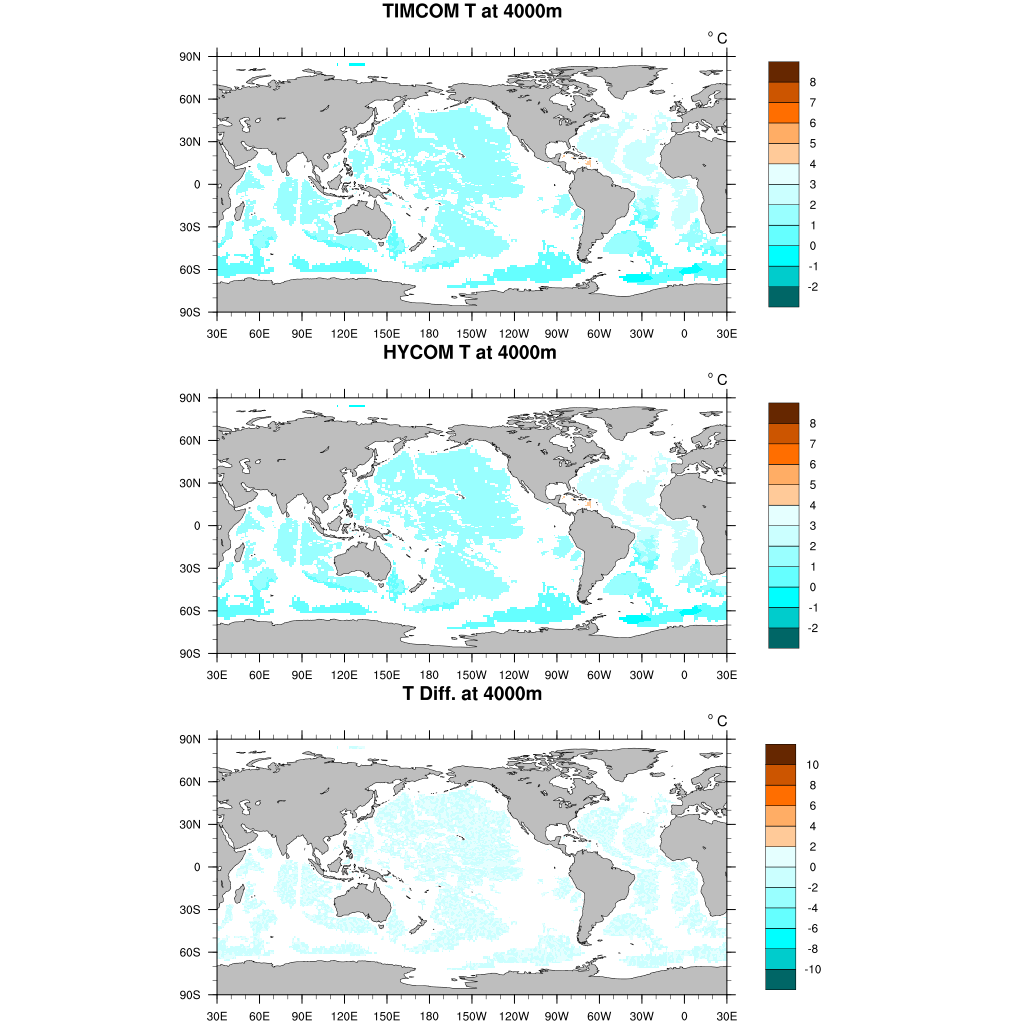 TIMCOM T at 4000m
° C
90N
60N
30N
0
30S
60S
90S
30E 60E 90E 120E 150E 180 150W 120W 90W 60W 30W 0 30E
8
7
6
5
4
3
2
1
0
-1
-2
HYCOM T at 4000m
° C
90N
60N
30N
0
30S
60S
90S
30E 60E 90E 120E 150E 180 150W 120W 90W 60W 30W 0 30E
8
7
6
5
4
3
2
1
0
-1
-2
T Diff. at 4000m
° C
90N
60N
30N
0
30S
60S
90S
30E 60E 90E 120E 150E 180 150W 120W 90W 60W 30W 0 30E
10
8
6
4
2
0
-2
-4
-6
-8
-10